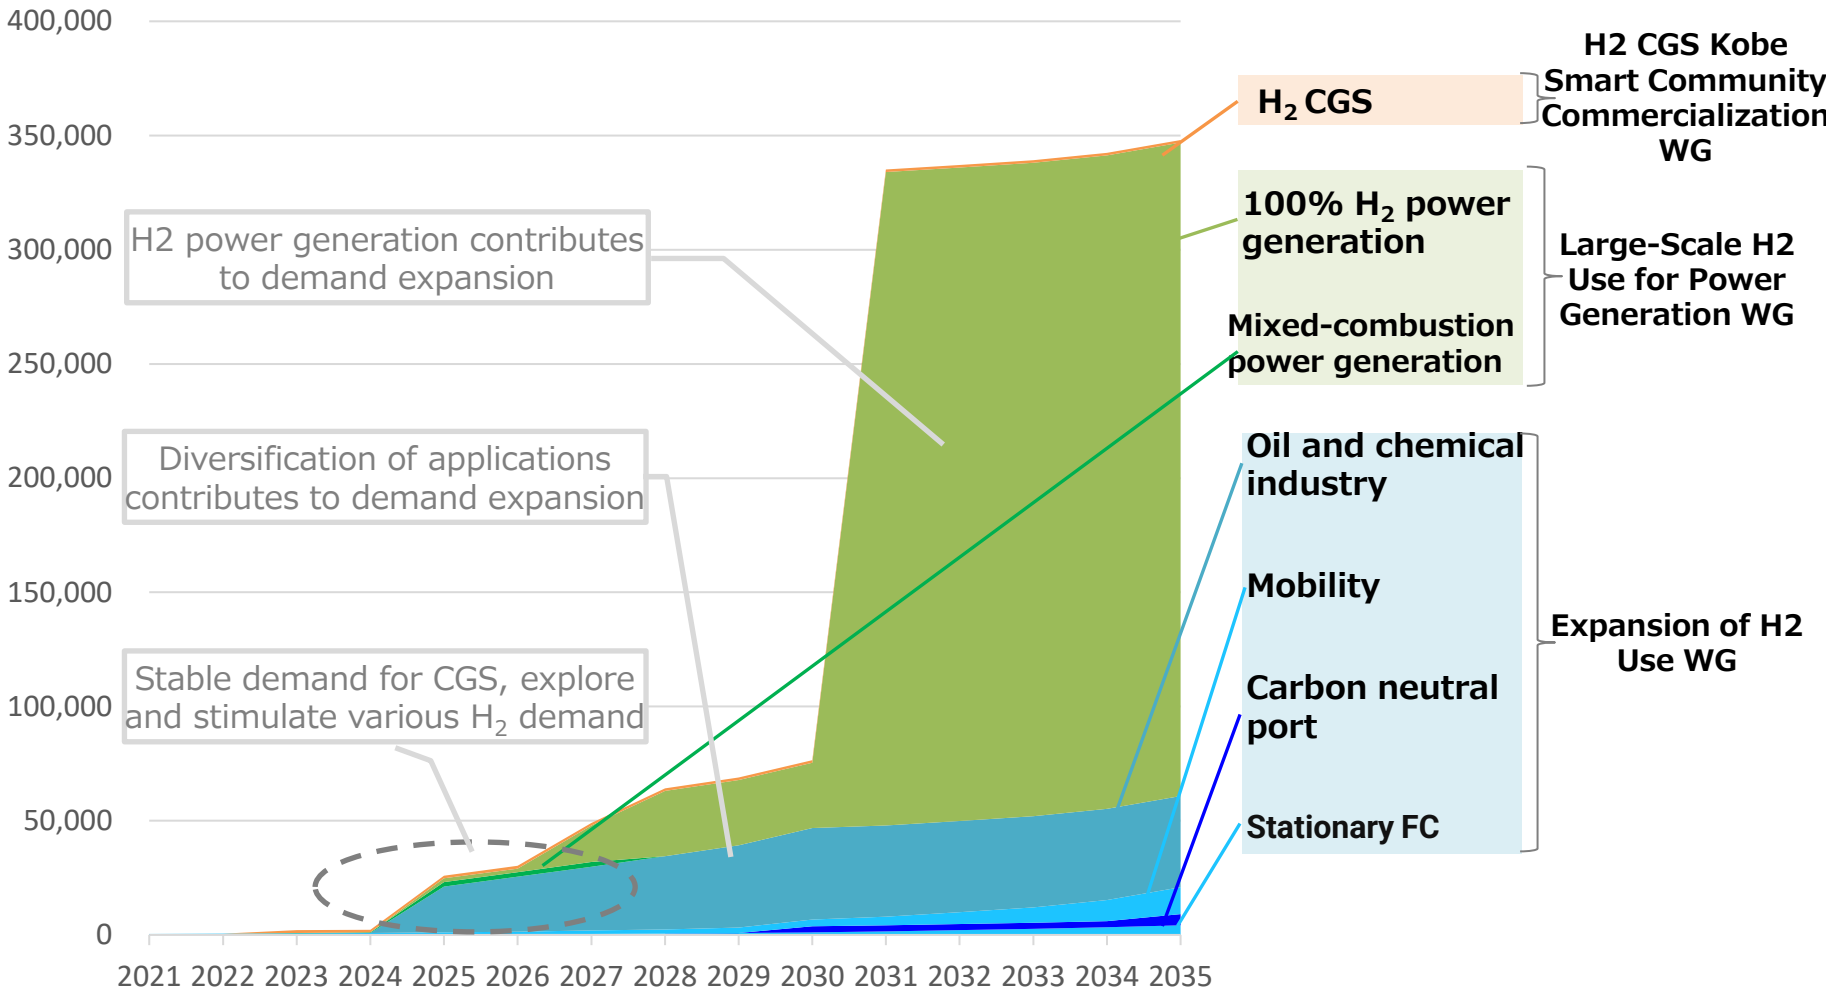 400,000
350,000
300,000
250,000
200,000
150,000
100,000
50,000
0
2021 2022 2023 2024 2025 2026 2027 2028 2029 2030 2031 2032 2033 2034 2035
H2 power generation contributes
to demand expansion
Diversification of applications
contributes to demand expansion
Stable demand for CGS, explore
and stimulate various H₂ demand
H₂ CGS
100% H₂ power
generation
Mixed-combustion
power generation
Oil and chemical
industry
Mobility
Carbon neutral
port
Stationary FC
H2 CGS Kobe
Smart Community
Commercialization
WG
Large-Scale H2
Use for Power
Generation WG
Expansion of H2
Use WG